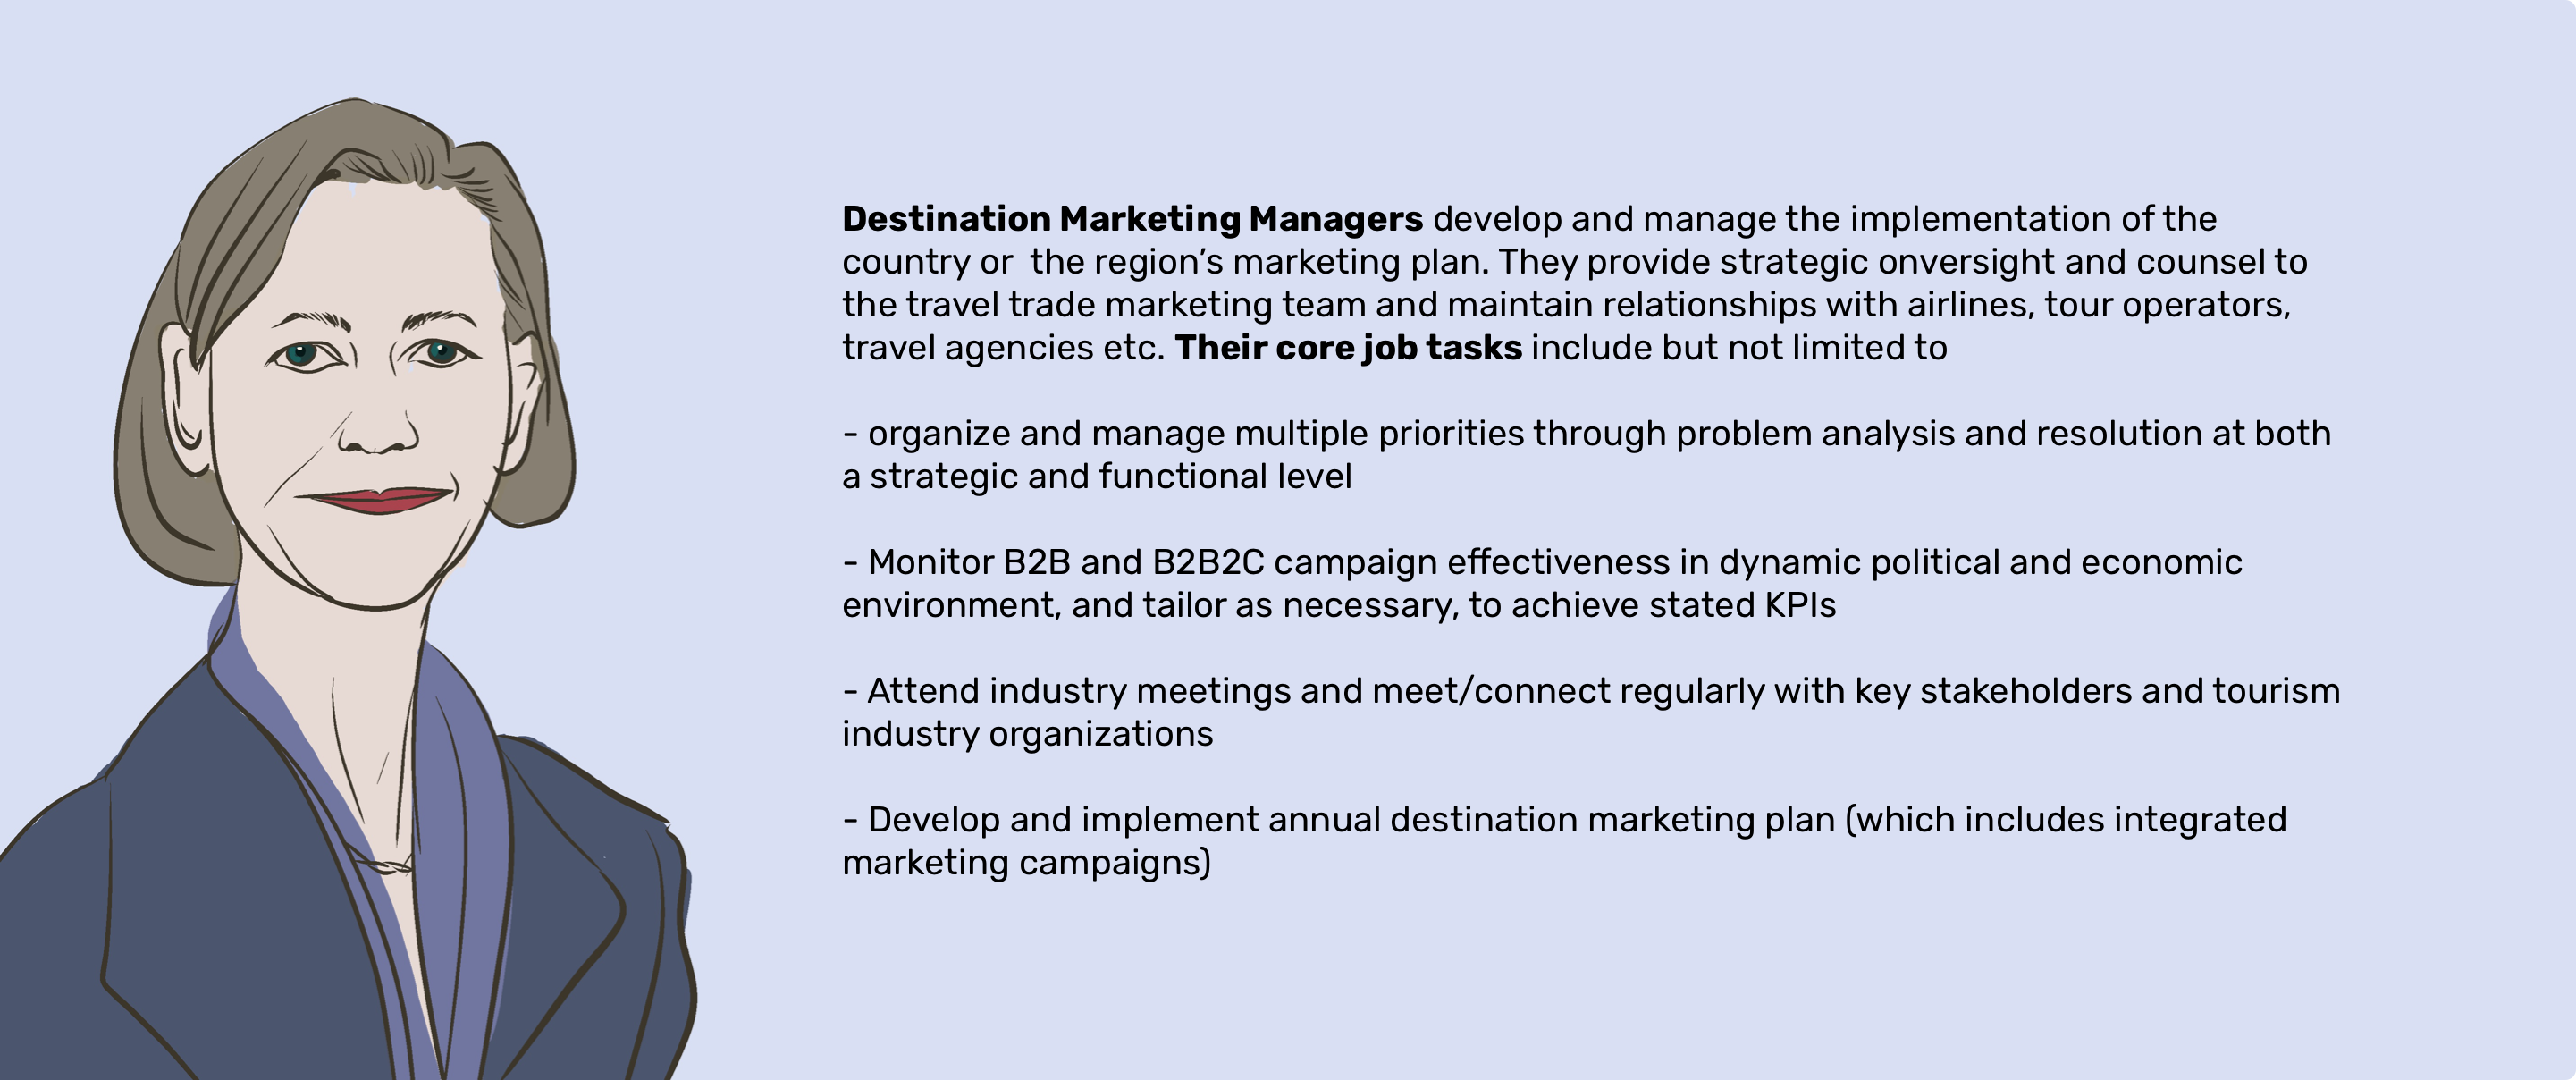 Destination Marketing Managers develop and manage the implementation of the
country or  the region’s marketing plan. They provide strategic onversight and counsel to
the travel trade marketing team and maintain relationships with airlines, tour operators,
travel agencies etc. Their core job tasks include but not limited to
- organize and manage multiple priorities through problem analysis and resolution at both
a strategic and functional level
- Monitor B2B and B2B2C campaign effectiveness in dynamic political and economic
environment, and tailor as necessary, to achieve stated KPIs
- Attend industry meetings and meet/connect regularly with key stakeholders and tourism
industry organizations
- Develop and implement annual destination marketing plan (which includes integrated
marketing campaigns)